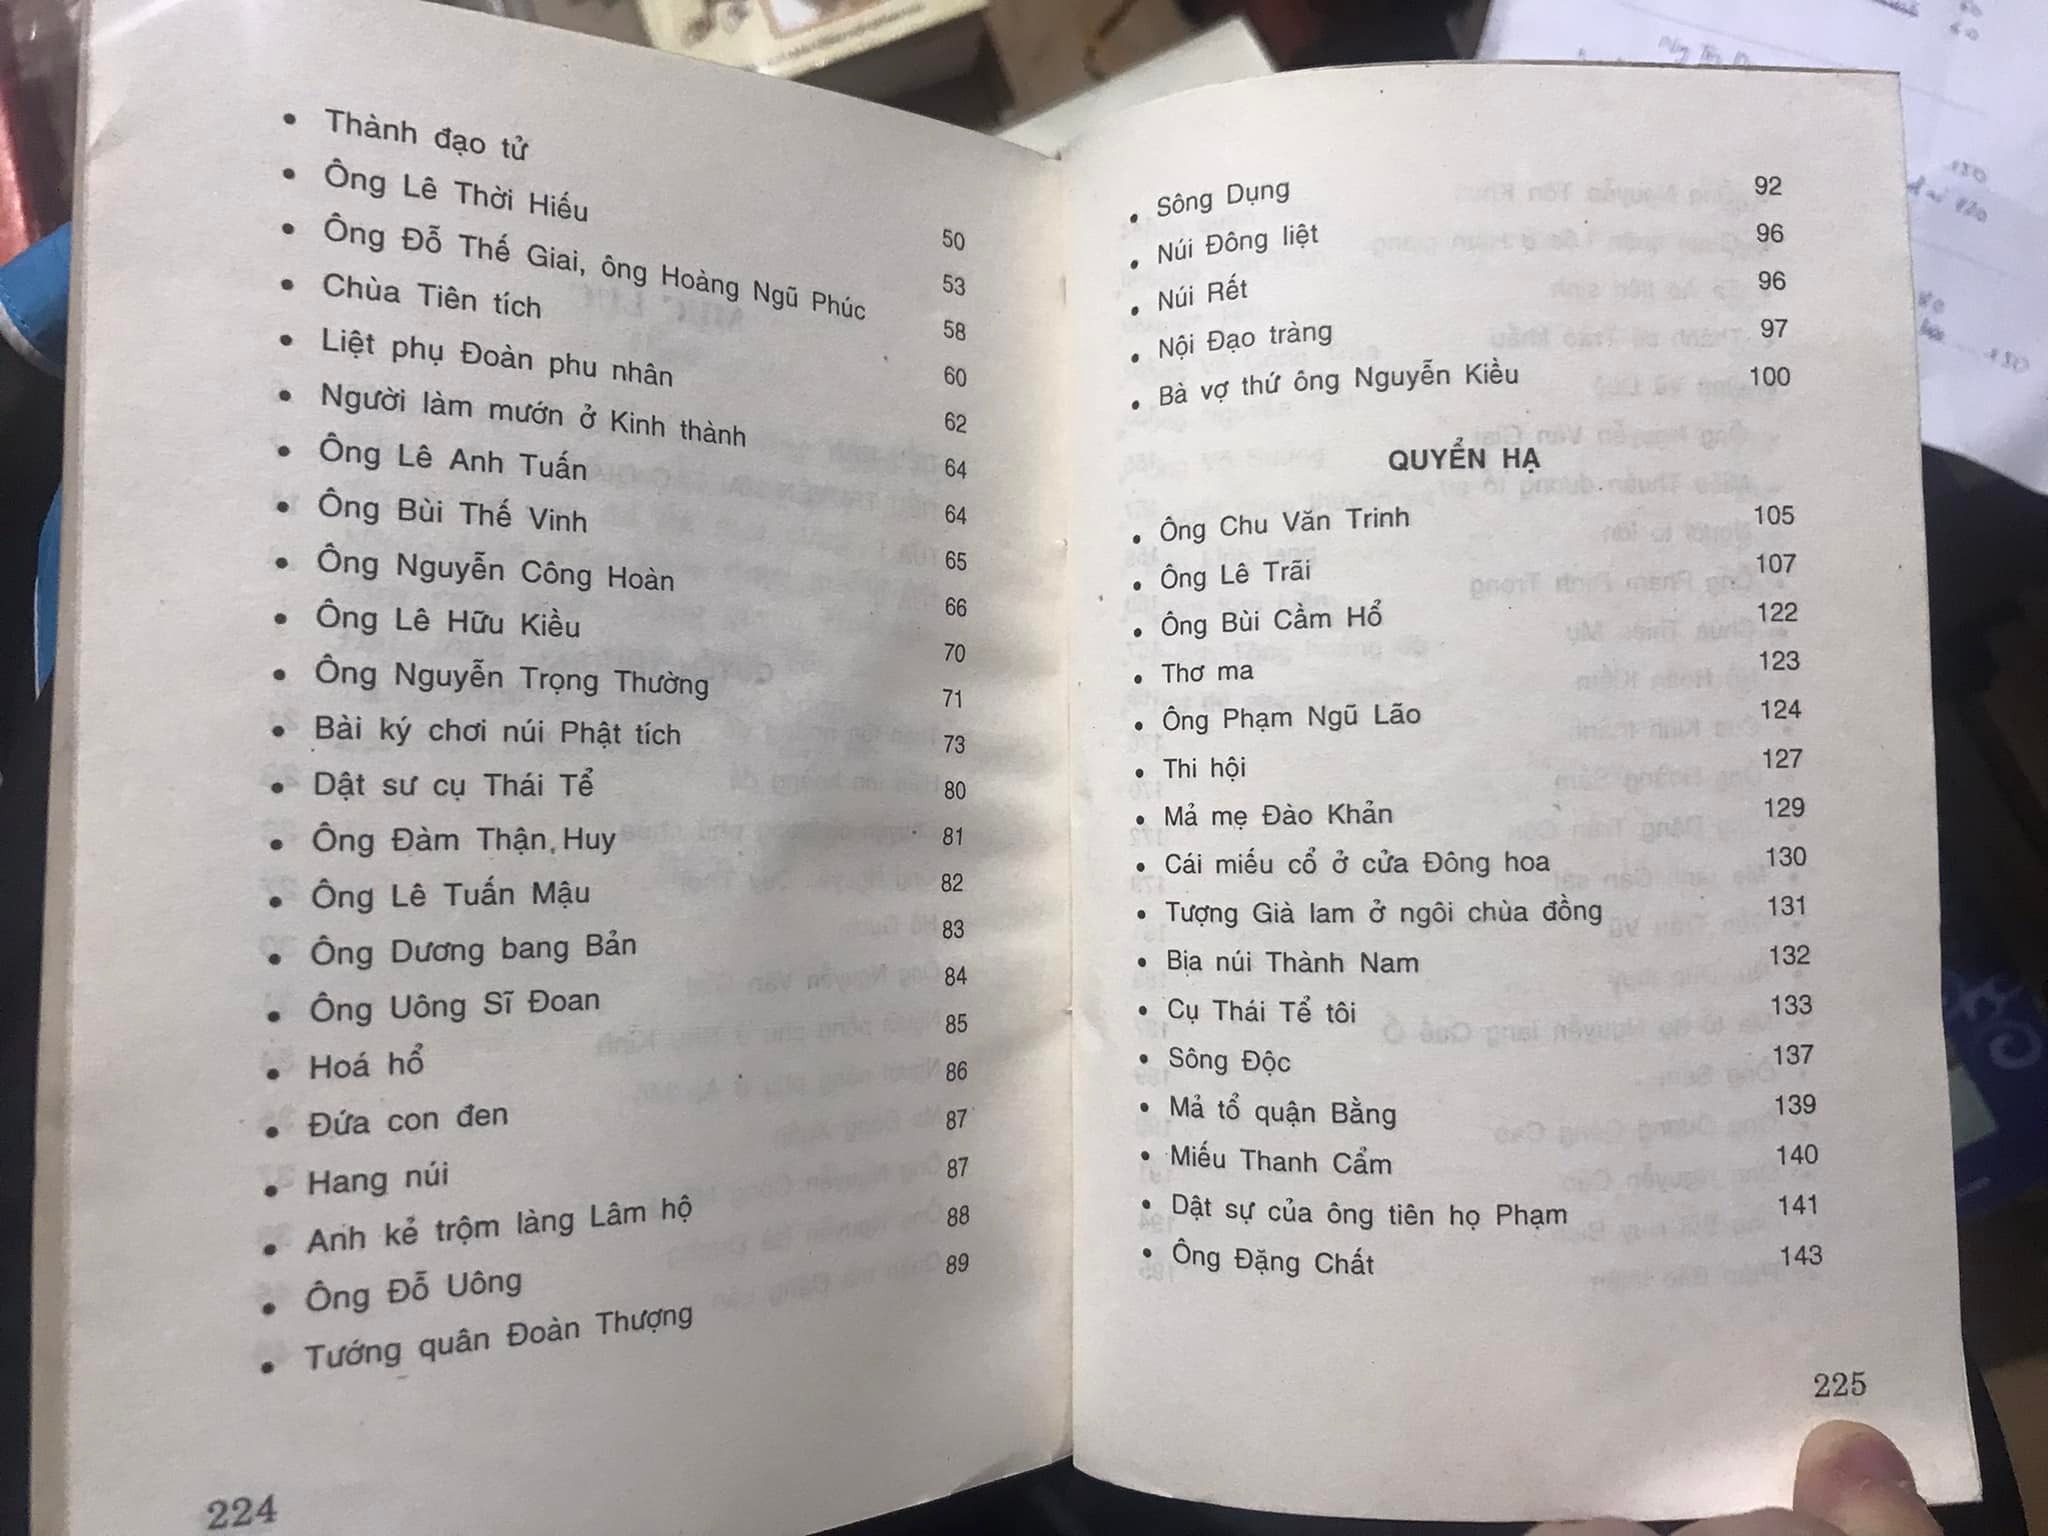 • Thành đạo tử 50
• Ông Lê Thời Hiếu 53
• Ông Đỗ Thế Giai, ông Hoàng Ngũ Phúc 58
• Chùa Tiên tích 60
• Liệt phụ Đoàn phu nhân 62
• Người làm mướn ở Kinh thành 64
• Ông Lê Anh Tuấn 64
• Ông Bùi Thế Vinh 65
• Ông Nguyễn Công Hoàn 66
• Ông Lê Hữu Kiều 70
• Ông Nguyễn Trọng Thường 71
• Bài ký chơi núi Phật tích 73
• Dật sư cụ Thái Tể 80
• Ông Đàm Thận Huy 81
• Ông Lê Tuấn Mậu 82
• Ông Dương bang Bản 83
• Ông Uông Sĩ Đoan 84
• Hoá hổ 85
• Đứa con đen 86
• Hang núi 87
• Anh kẻ trộm làng Lâm hộ 87
• Ông Đỗ Uông 88
• Tướng quân Đoàn Thượng 89
224
• Sông Dụng 92
• Núi Đông liệt 96
• Núi Rết 96
• Nội Đạo tràng 97
• Bà vợ thứ ông Nguyễn Kiều 100
QUYỂN HẠ
• Ông Chu Văn Trinh 105
• Ông Lê Trãi 107
• Ông Bùi Cầm Hổ 122
• Thơ ma 123
• Ông Phạm Ngũ Lão 124
• Thi hội 127
• Mả mẹ Đào Khản 129
• Cái miếu cổ ở cửa Đông hoa 130
• Tượng Già lam ở ngôi chùa đồng 131
• Bịa núi Thành Nam 132
• Cụ Thái Tể tôi 133
• Sông Độc 137
• Mả tổ quận Bằng 139
• Miếu Thanh Cẩm 140
• Dật sự của ông tiên họ Phạm 141
• Ông Đặng Chất 143
225